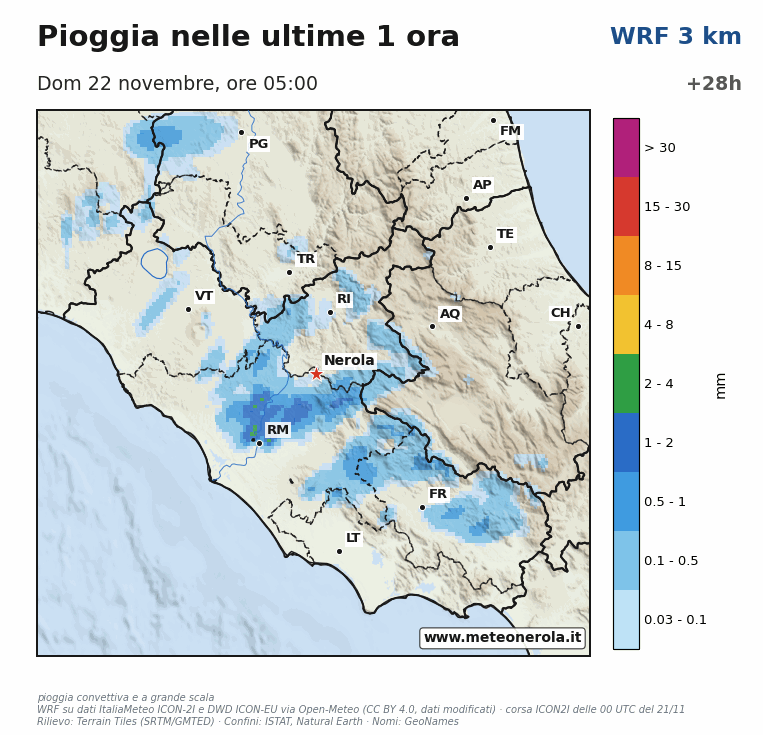 Pioggia nelle ultime 1 ora
WRF 3 km
Dom 22 novembre, ore 05:00
+28h
FM
PG
AP
TE
TR
VT
RI
AQ
CH
Nerola
RM
FR
LT
www.meteonerola.it
> 30
15 - 30
8 - 15
4 - 8
2 - 4
1 - 2
0.5 - 1
0.1 - 0.5
0.03 - 0.1
mm
pioggia convettiva e a grande scala
WRF su dati ItaliaMeteo ICON-2I e DWD ICON-EU via Open-Meteo (CC BY 4.0, dati modificati) · corsa ICON2I delle 00 UTC del 21/11
Rilievo: Terrain Tiles (SRTM/GMTED) · Confini: ISTAT, Natural Earth · Nomi: GeoNames